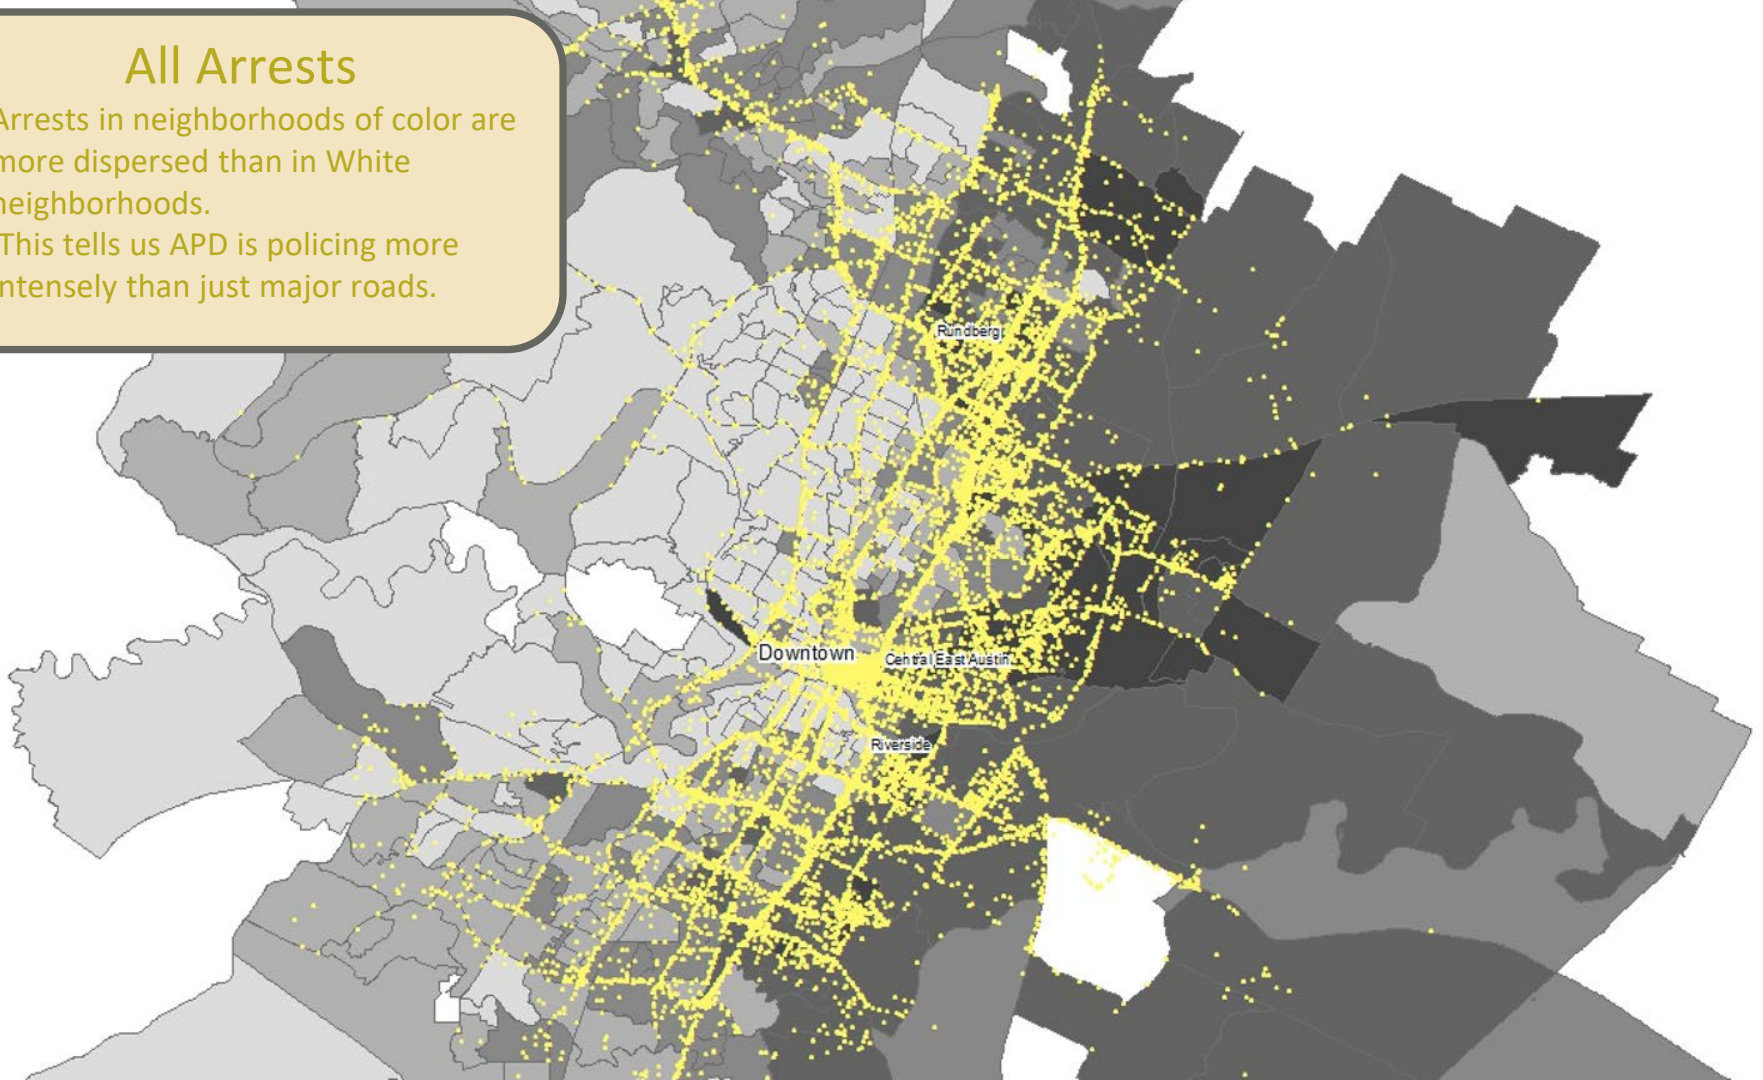 All Arrests
Arrests in neighborhoods of color are
more dispersed than in White
neighborhoods.
This tells us APD is policing more
intensely than just major roads.
Rundberg
Downtown
Central East Austin
Riverside